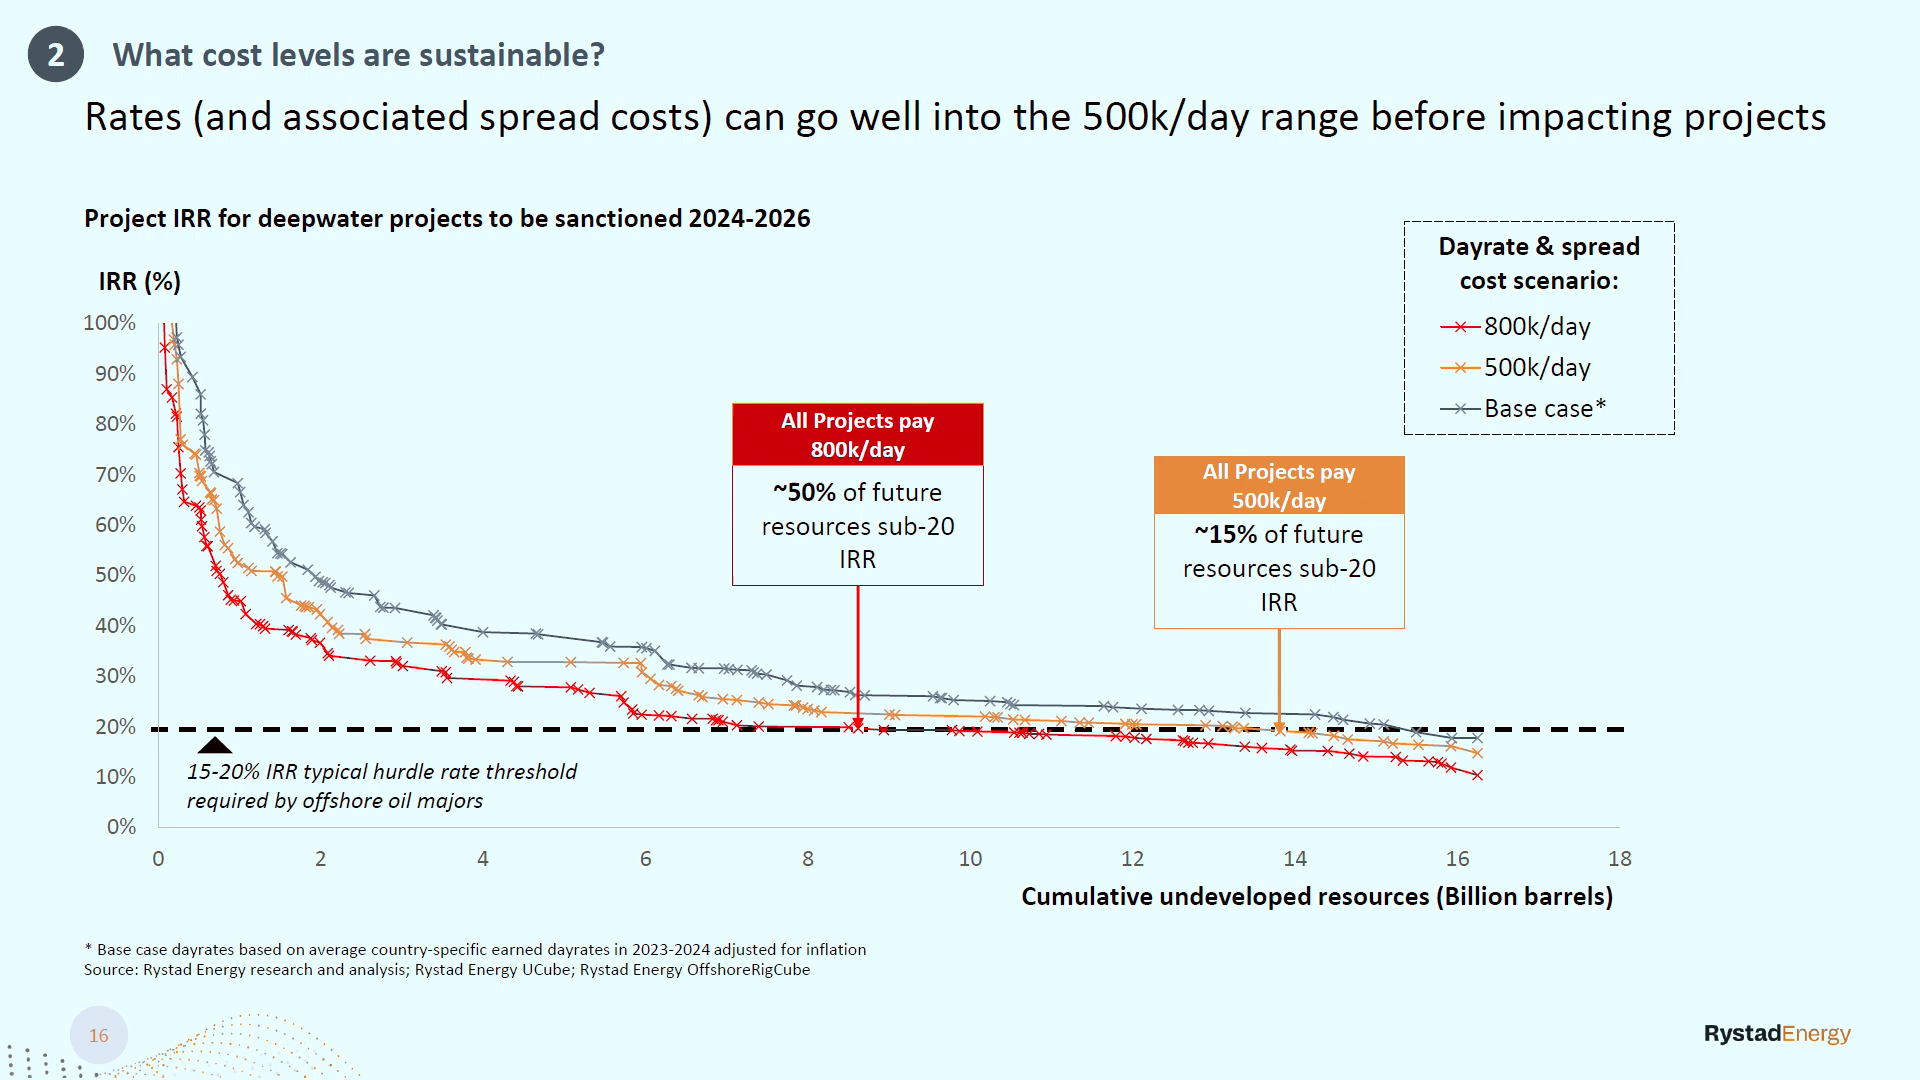 2
What cost levels are sustainable?
Rates (and associated spread costs) can go well into the 500k/day range before impacting projects
Project IRR for deepwater projects to be sanctioned 2024-2026
Dayrate & spread
cost scenario:
800k/day
500k/day
Base case*
IRR (%)
100%
90%
80%
70%
60%
50%
40%
30%
20%
10%
0%
All Projects pay
800k/day
~50% of future
resources sub-20
IRR
All Projects pay
500k/day
~15% of future
resources sub-20
IRR
15-20% IRR typical hurdle rate threshold
required by offshore oil majors
0 2 4 6 8 10 12 14 16 18
Cumulative undeveloped resources (Billion barrels)
* Base case dayrates based on average country-specific earned dayrates in 2023-2024 adjusted for inflation
Source: Rystad Energy research and analysis; Rystad Energy UCube; Rystad Energy OffshoreRigCube
16
RystadEnergy